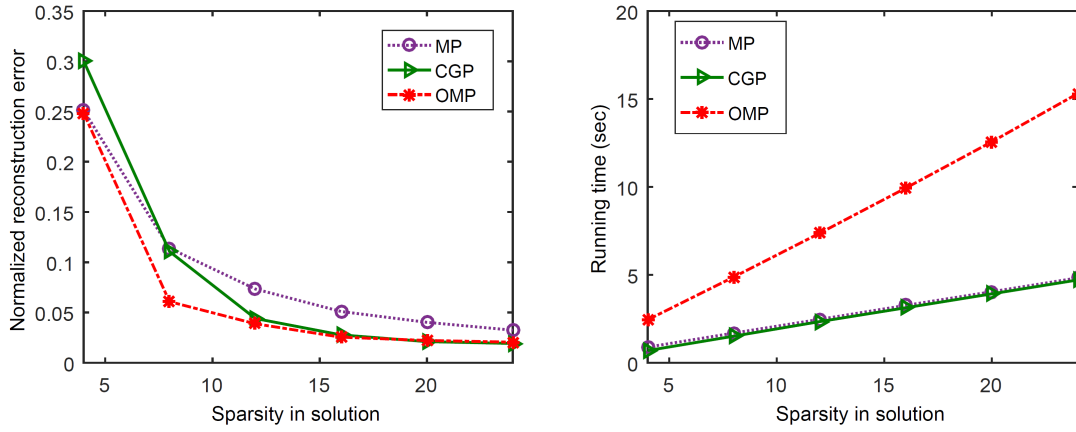 Normalized reconstruction error
0.35
0.3
0.25
0.2
0.15
0.1
0.05
0
5
10
15
20
Sparsity in solution
MP
CGP
OMP
Running time (sec)
20
15
10
5
0
5
10
15
20
Sparsity in solution
MP
CGP
OMP